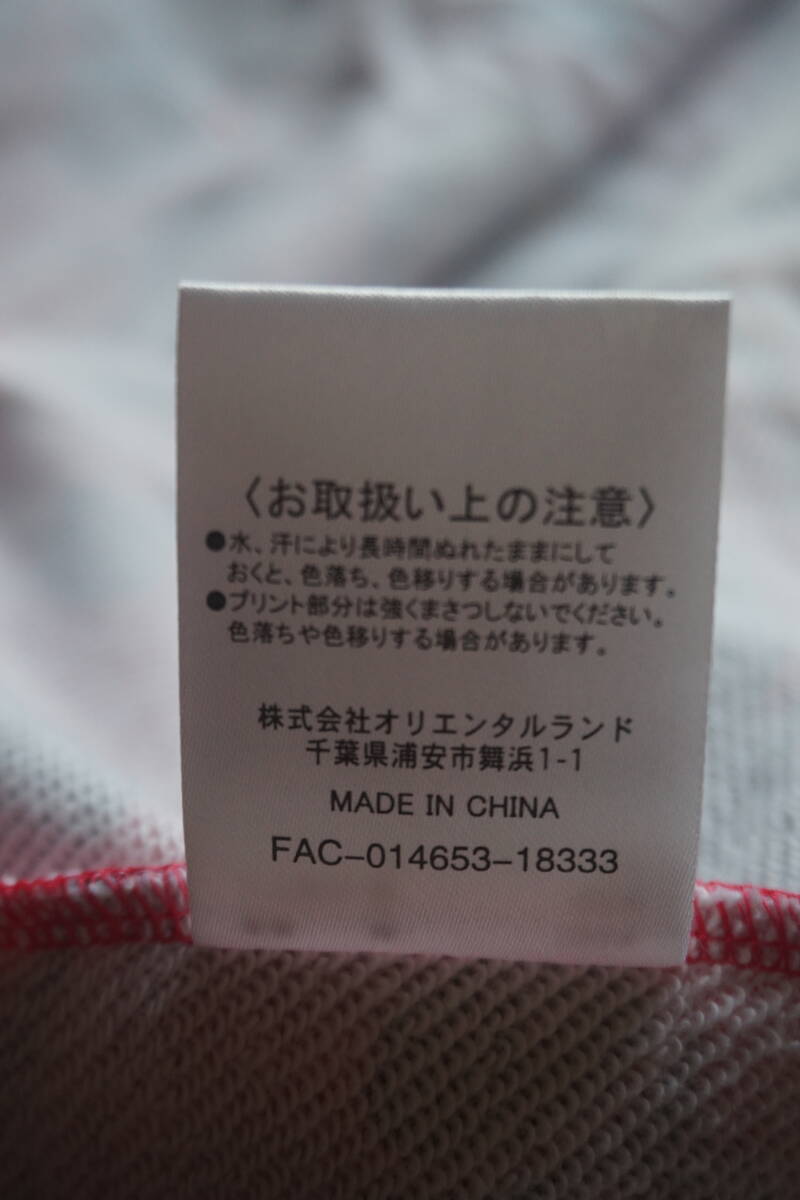 〈お取扱い上の注意〉
●水、汗により長時間ぬれたままにして
おくと、色落ち、色移りする場合があります。
●プリント部分は強くまさつしないでください。
色落ちや色移りする場合があります。
株式会社オリエンタルランド
千葉県浦安市舞浜1-1
MADE IN CHINA
FAC-014653-18333